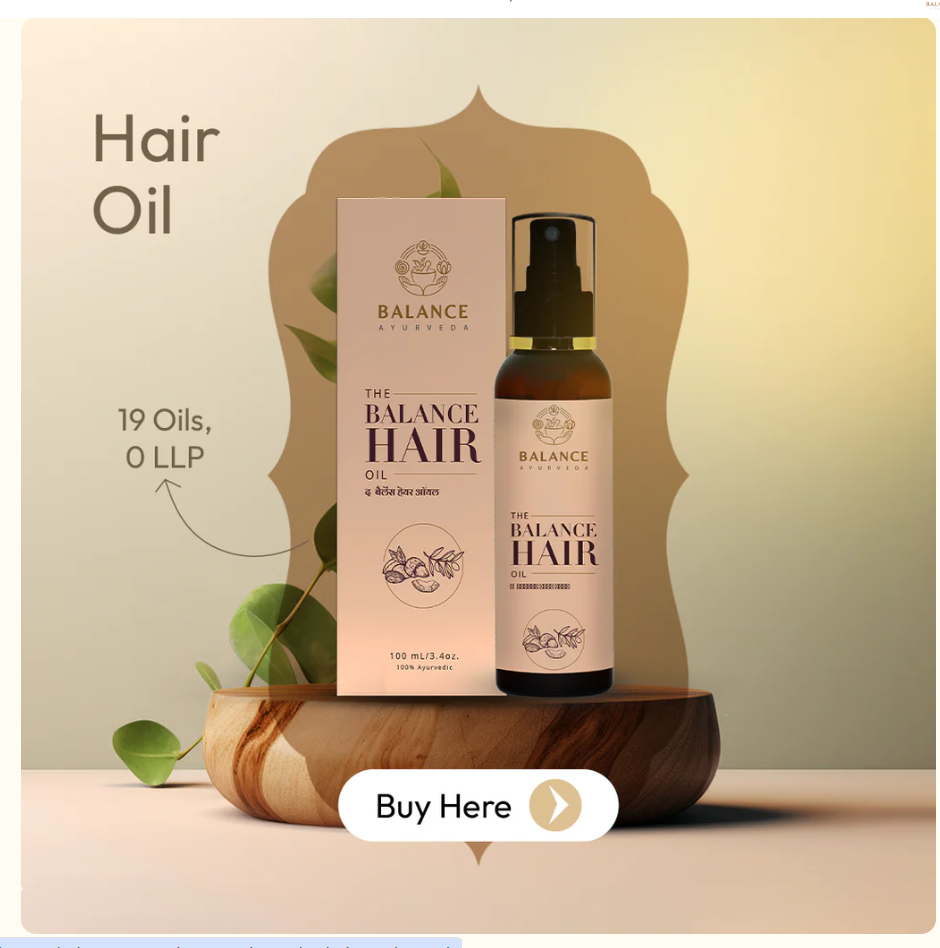 Hair
Oil
19 Oils,
0 LLP
BALANCE
AYURVEDA
THE
BALANCE
HAIR
OIL
द बैलेंस हेयर ऑयल
100 mL/3.4oz.
100% Ayurvedic
BALANCE
AYURVEDA
THE
BALANCE
HAIR
OIL
Buy Here